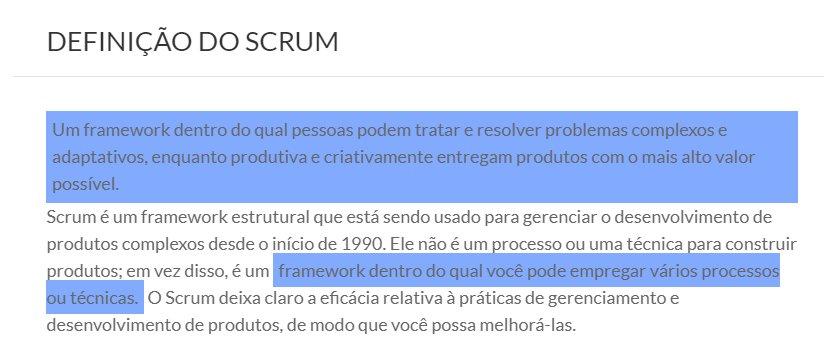 DEFINIÇÃO DO SCRUM
Um framework dentro do qual pessoas podem tratar e resolver problemas complexos e
adaptativos, enquanto produtiva e criativamente entregam produtos com o mais alto valor
possível.
Scrum é um framework estrutural que está sendo usado para gerenciar o desenvolvimento de
produtos complexos desde o início de 1990. Ele não é um processo ou uma técnica para construir
produtos; em vez disso, é um framework dentro do qual você pode empregar vários processos
ou técnicas. O Scrum deixa claro a eficácia relativa à práticas de gerenciamento e
desenvolvimento de produtos, de modo que você possa melhorá-las.